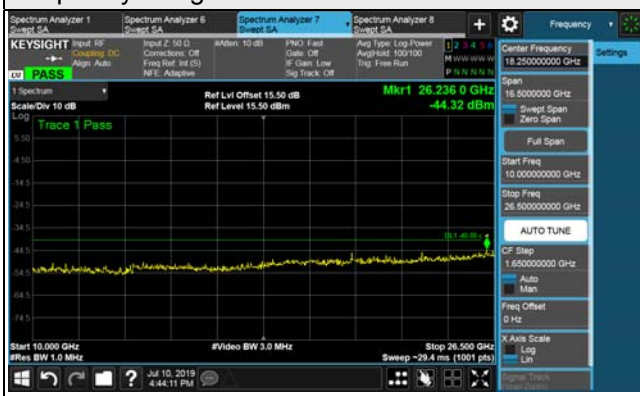 Spectrum Analyzer 1
Swept SA
Spectrum Analyzer 6
Swept SA
Spectrum Analyzer 7
Swept SA
Spectrum Analyzer 8
Swept SA
+
Frequency
KEYSIGHT
Input: RF
Coupling: DC
Align: Auto
Input Z: 50 Ω
Corrections: Off
Freq Ref: Int (S)
NFE: Adaptive
#Atten: 10 dB
PNO: Fast
Gate: Off
IF Gain: Low
Sig Track: Off
Avg Type: Log-Power
Avg|Hold: 100/100
Trig: Free Run
1 2 3 4 5 6
M W W W W W
P N N N N N
PASS
1 Spectrum
Scale/Div 10 dB
Ref Lvl Offset 15.50 dB
Ref Level 15.50 dBm
Mkr1 26.236 0 GHz
-44.32 dBm
Log
Trace 1 Pass
5.50
-4.50
-14.5
-24.5
-34.5
-44.5
-54.5
-64.5
-74.5
Start 10.000 GHz
#Res BW 1.0 MHz
#Video BW 3.0 MHz
Stop 26.500 GHz
Sweep ~29.4 ms (1001 pts)
Center Frequency
18.250000000 GHz
Settings
Span
16.5000000 GHz
Swept Span
Zero Span
Full Span
Start Freq
10.000000000 GHz
Stop Freq
26.500000000 GHz
AUTO TUNE
CF Step
1.650000000 GHz
Auto
Man
Freq Offset
0 Hz
X Axis Scale
Log
Lin
Signal Track
Jul 10, 2019
4:44:11 PM